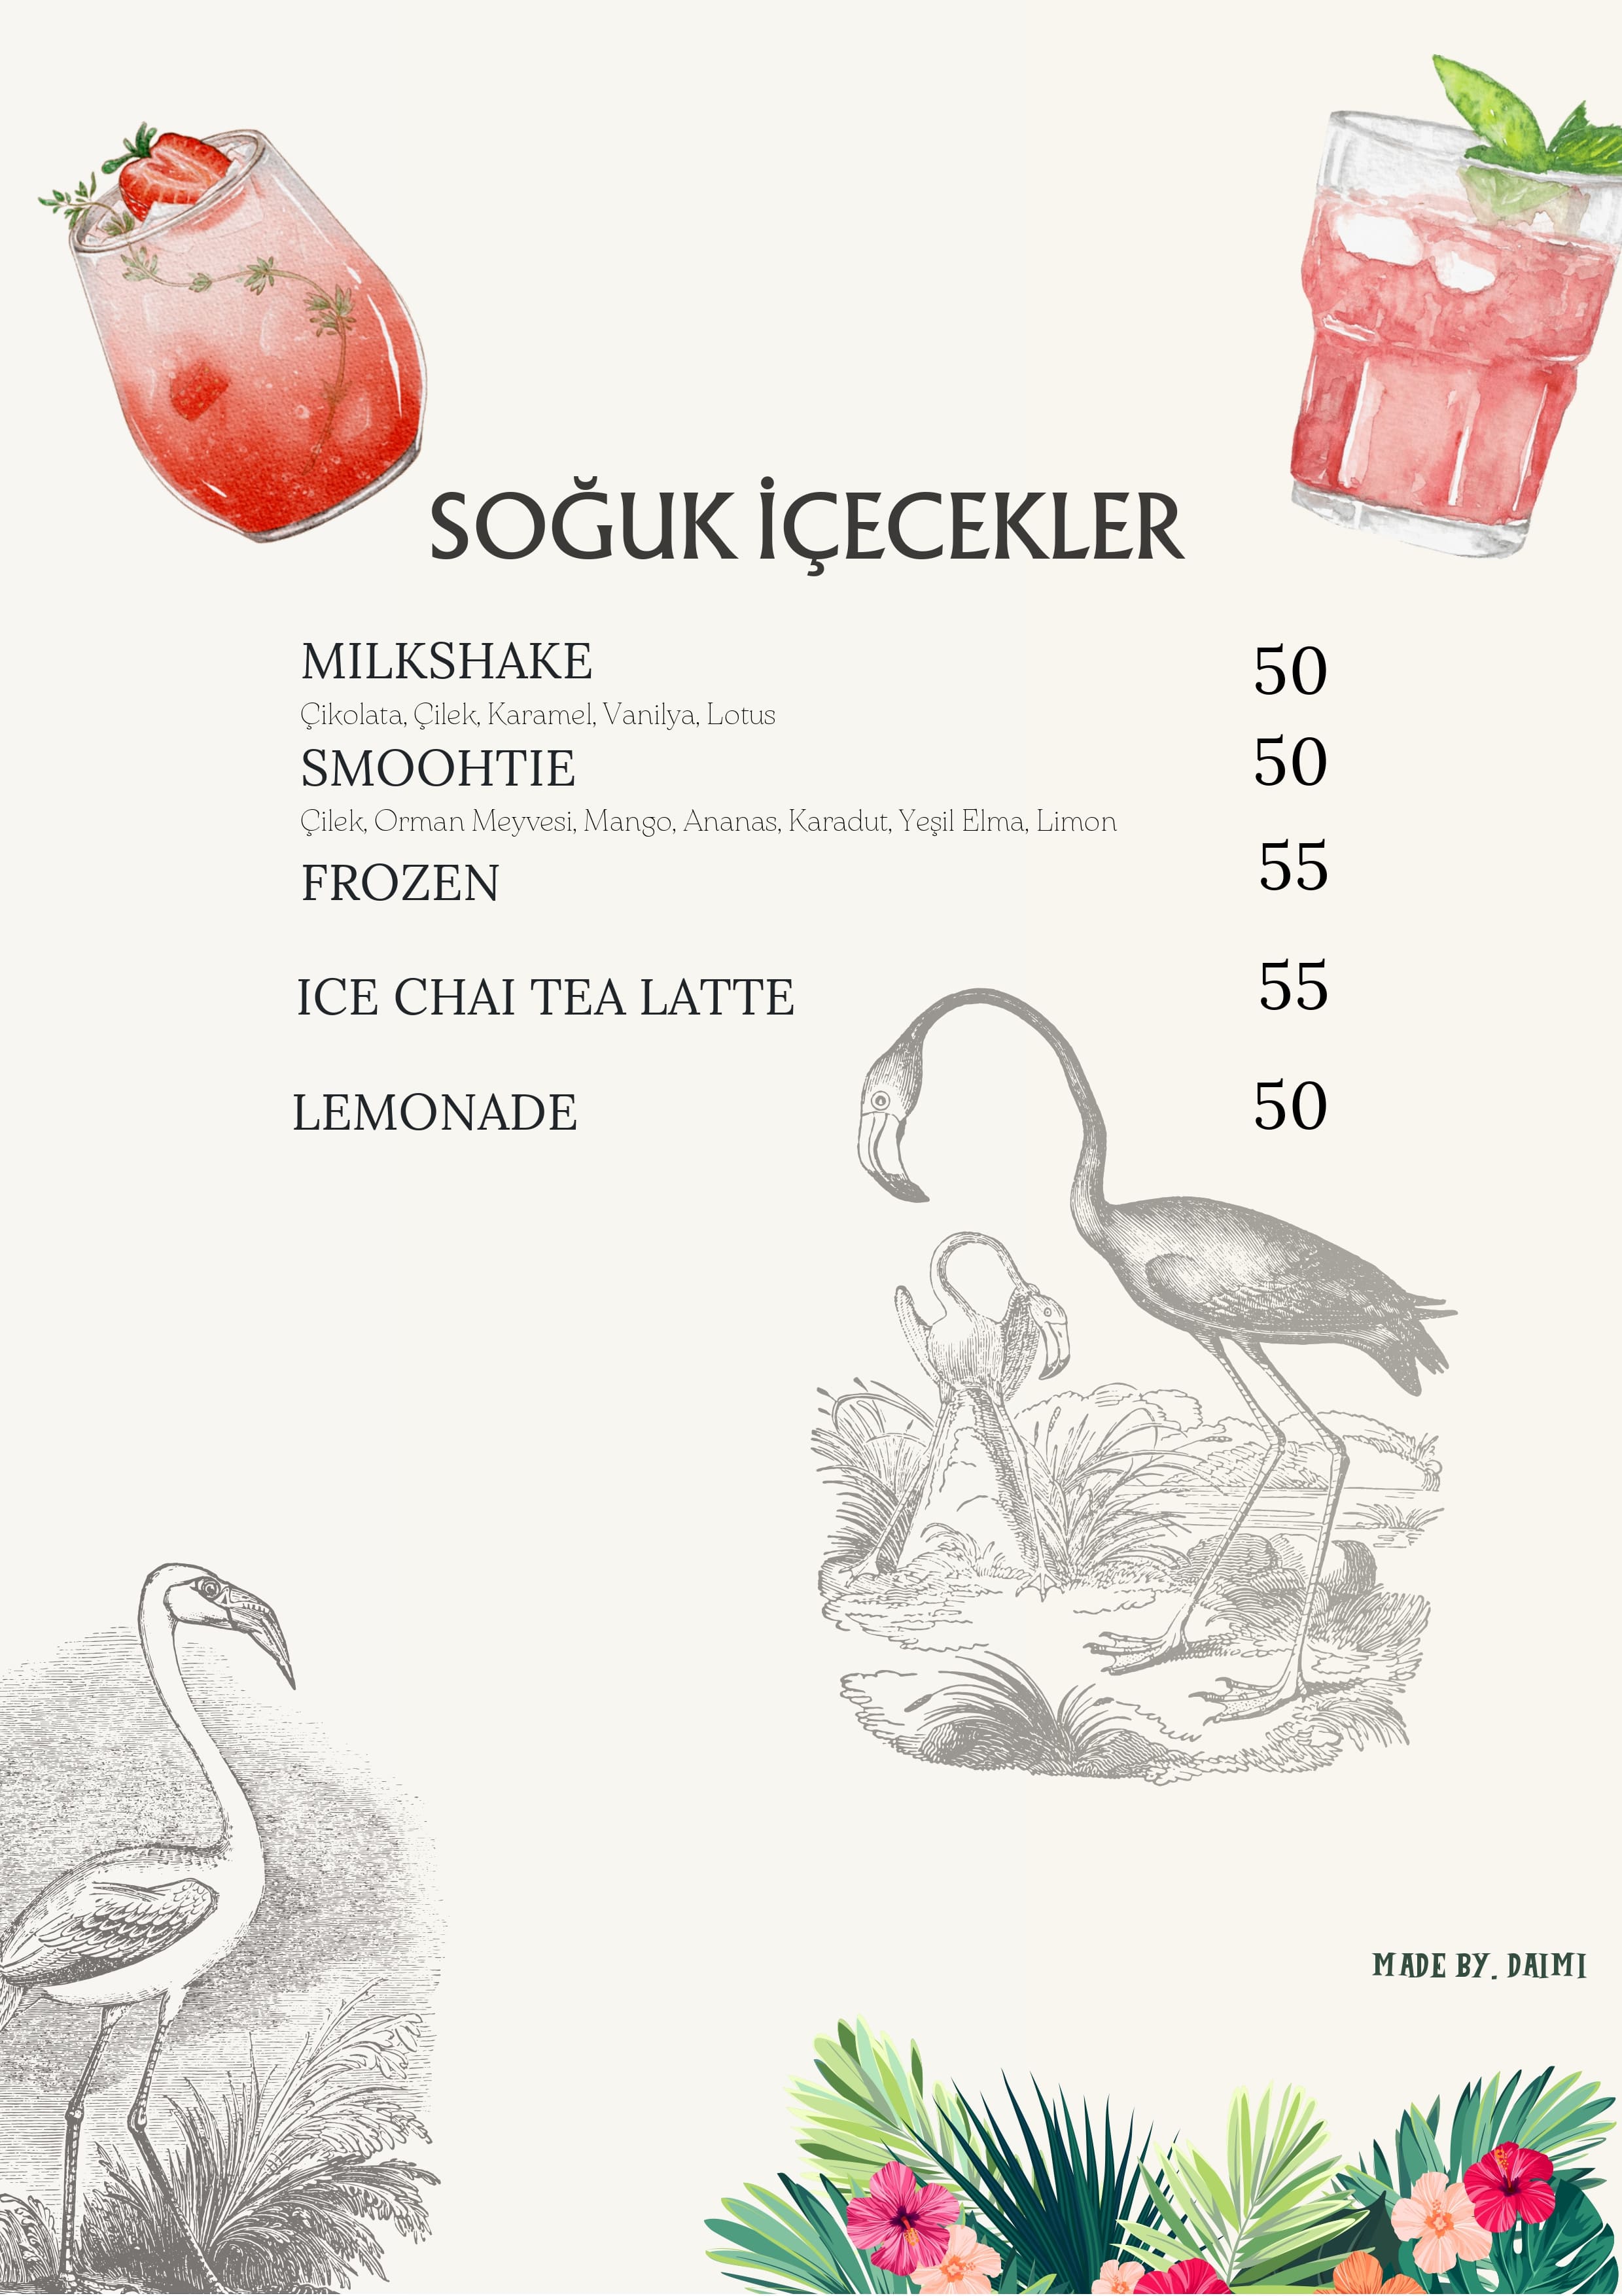 SOĞUK İÇECEKLER
MILKSHAKE 50
Çikolata, Çilek, Karamel, Vanilya, Lotus
SMOOHTIE 50
Çilek, Orman Meyvesi, Mango, Ananas, Karadut, Yeşil Elma, Limon
FROZEN 55
ICE CHAI TEA LATTE 55
LEMONADE 50
MADE BY. DAIMI